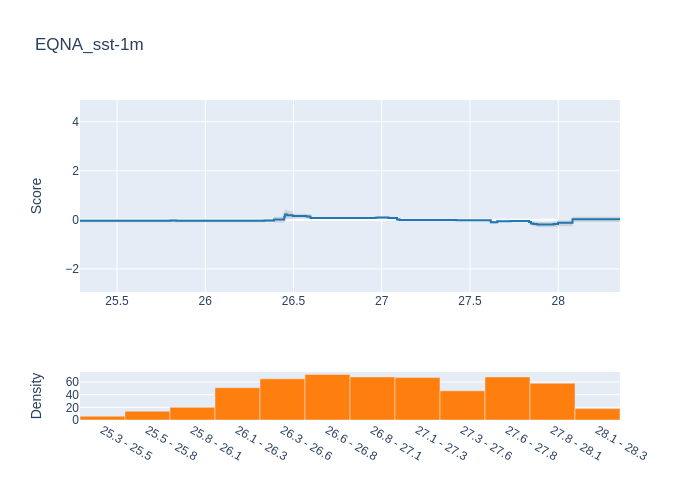 EQNA_sst-1m
Score
4
2
0
−2
25.5 26 26.5 27 27.5 28
Density
60
40
20
0
25.3 - 25.5
25.5 - 25.8
25.8 - 26.1
26.1 - 26.3
26.3 - 26.6
26.6 - 26.8
26.8 - 27.1
27.1 - 27.3
27.3 - 27.6
27.6 - 27.8
27.8 - 28.1
28.1 - 28.3